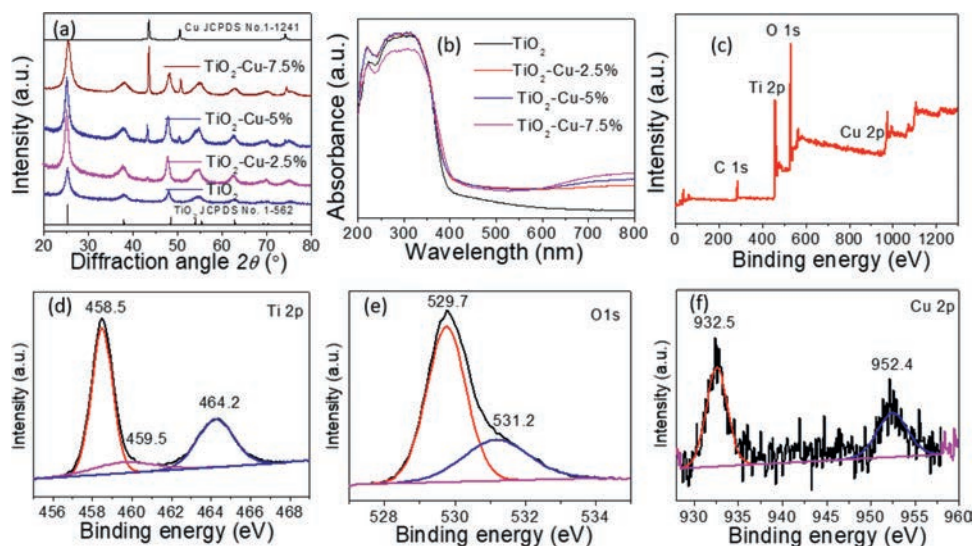 (a)
Cu JCPDS No.1-1241
TiO2-Cu-7.5%
TiO2-Cu-5%
TiO2-Cu-2.5%
TiO2
TiO2 JCPDS No. 1-562
Intensity (a.u.)
20 30 40 50 60 70 80
Diffraction angle 2θ (°)
(b)
TiO2
TiO2-Cu-2.5%
TiO2-Cu-5%
TiO2-Cu-7.5%
Absorbance (a.u.)
200 300 400 500 600 700 800
Wavelength (nm)
(c)
O 1s
Ti 2p
Cu 2p
C 1s
Intensity (a.u.)
0 400 800 1200
Binding energy (eV)
(d)
Ti 2p
458.5
464.2
459.5
Intensity (a.u.)
456 458 460 462 464 466 468
Binding energy (eV)
(e)
O1s
529.7
531.2
Intensity (a.u.)
528 530 532 534
Binding energy (eV)
(f)
Cu 2p
932.5
952.4
Intensity (a.u.)
930 935 940 945 950 955 960
Binding energy (eV)